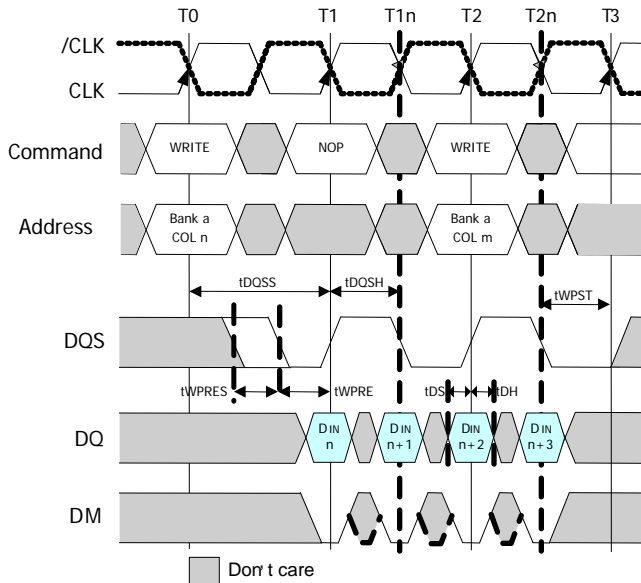 T0 T1 T1n T2 T2n T3
/CLK
CLK
Command WRITE NOP WRITE
Address Bank a COL n Bank a COL m
tDQSS tDQSH tWPST
DQS
tWPRES tWPRE tDS tDH
DQ DIN n DIN n+1 DIN n+2 DIN n+3
DM
Don't care